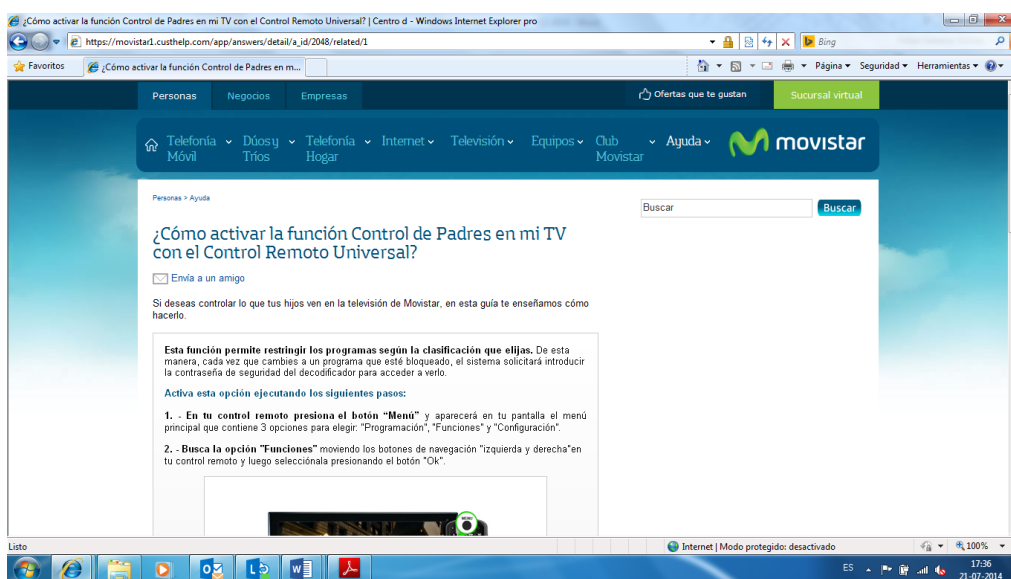 ¿Cómo activar la función Control de Padres en mi TV con el Control Remoto Universal? | Centro d - Windows Internet Explorer pro
https://movistar1.custhelp.com/app/answers/detail/a_id/2048/related/1
Bing
Favoritos
¿Cómo activar la función Control de Padres en m...
Página
Seguridad
Herramientas
Personas
Negocios
Empresas
Ofertas que te gustan
Sucursal virtual
Telefonía
Móvil
Dúos y
Tríos
Telefonía
Hogar
Internet
Televisión
Equipos
Club
Movistar
Ayuda
movistar
Personas > Ayuda
Buscar
Buscar
¿Cómo activar la función Control de Padres en mi TV
con el Control Remoto Universal?
Envía a un amigo
Si deseas controlar lo que tus hijos ven en la televisión de Movistar, en esta guía te enseñamos cómo
hacerlo.
Esta función permite restringir los programas según la clasificación que elijas. De esta
manera, cada vez que cambies a un programa que esté bloqueado, el sistema solicitará introducir
la contraseña de seguridad del decodificador para acceder a verlo.
Activa esta opción ejecutando los siguientes pasos:
1. - En tu control remoto presiona el botón “Menú” y aparecerá en tu pantalla el menú
principal que contiene 3 opciones para elegir: "Programación", "Funciones" y "Configuración".
2. - Busca la opción "Funciones" moviendo los botones de navegación "izquierda y derecha"en
tu control remoto y luego selecciónala presionando el botón "Ok".
MENU
Listo
Internet | Modo protegido: desactivado
100%
ES
17:36
21-07-2014